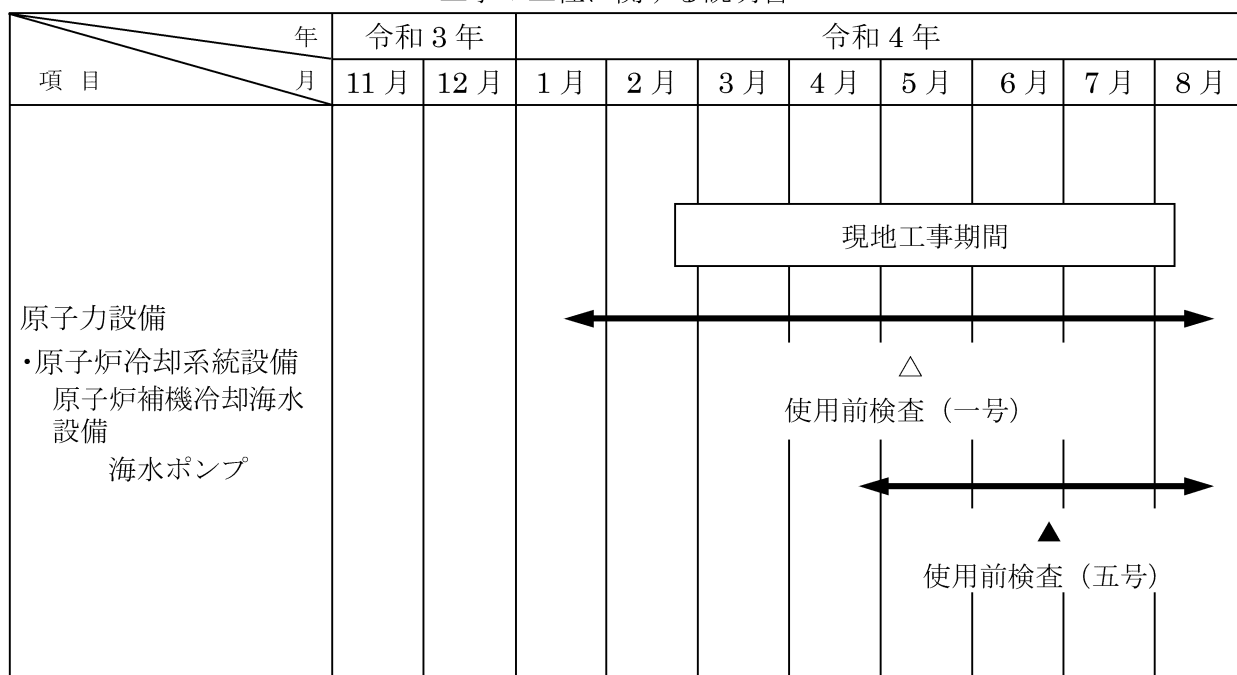 年 令和 3 年 令和 4 年
項 目 月 11 月 12 月 1 月 2 月 3 月 4 月 5 月 6 月 7 月 8 月
現地工事期間
原子力設備
・原子炉冷却系統設備
原子炉補機冷却海水
設備
海水ポンプ
△
使用前検査（一号）
▲
使用前検査（五号）